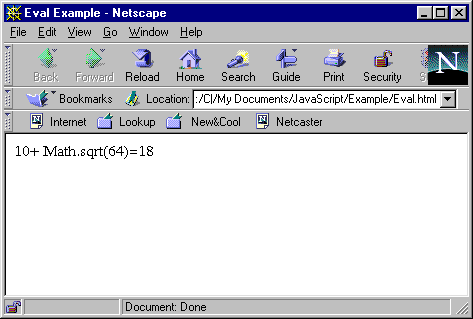 Eval Example - Netscape
File Edit View Go Window Help
Back Forward Reload Home Search Guide Print Security
N
Bookmarks Location: :/C|/My Documents/JavaScript/Example/Eval.html
Internet Lookup New&Cool Netcaster
10+ Math.sqrt(64)=18
Document: Done